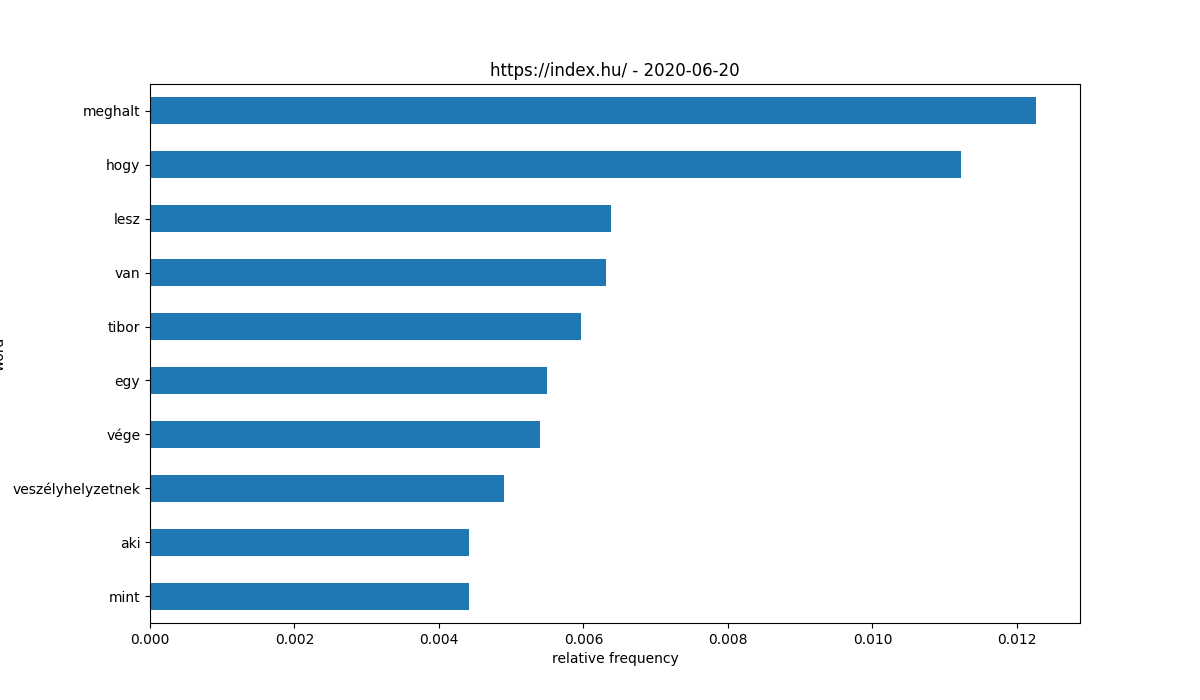 https://index.hu/ - 2020-06-20
meghalt
hogy
lesz
van
tibor
egy
vége
veszélyhelyzetnek
aki
mint
0.000 0.002 0.004 0.006 0.008 0.010 0.012
relative frequency